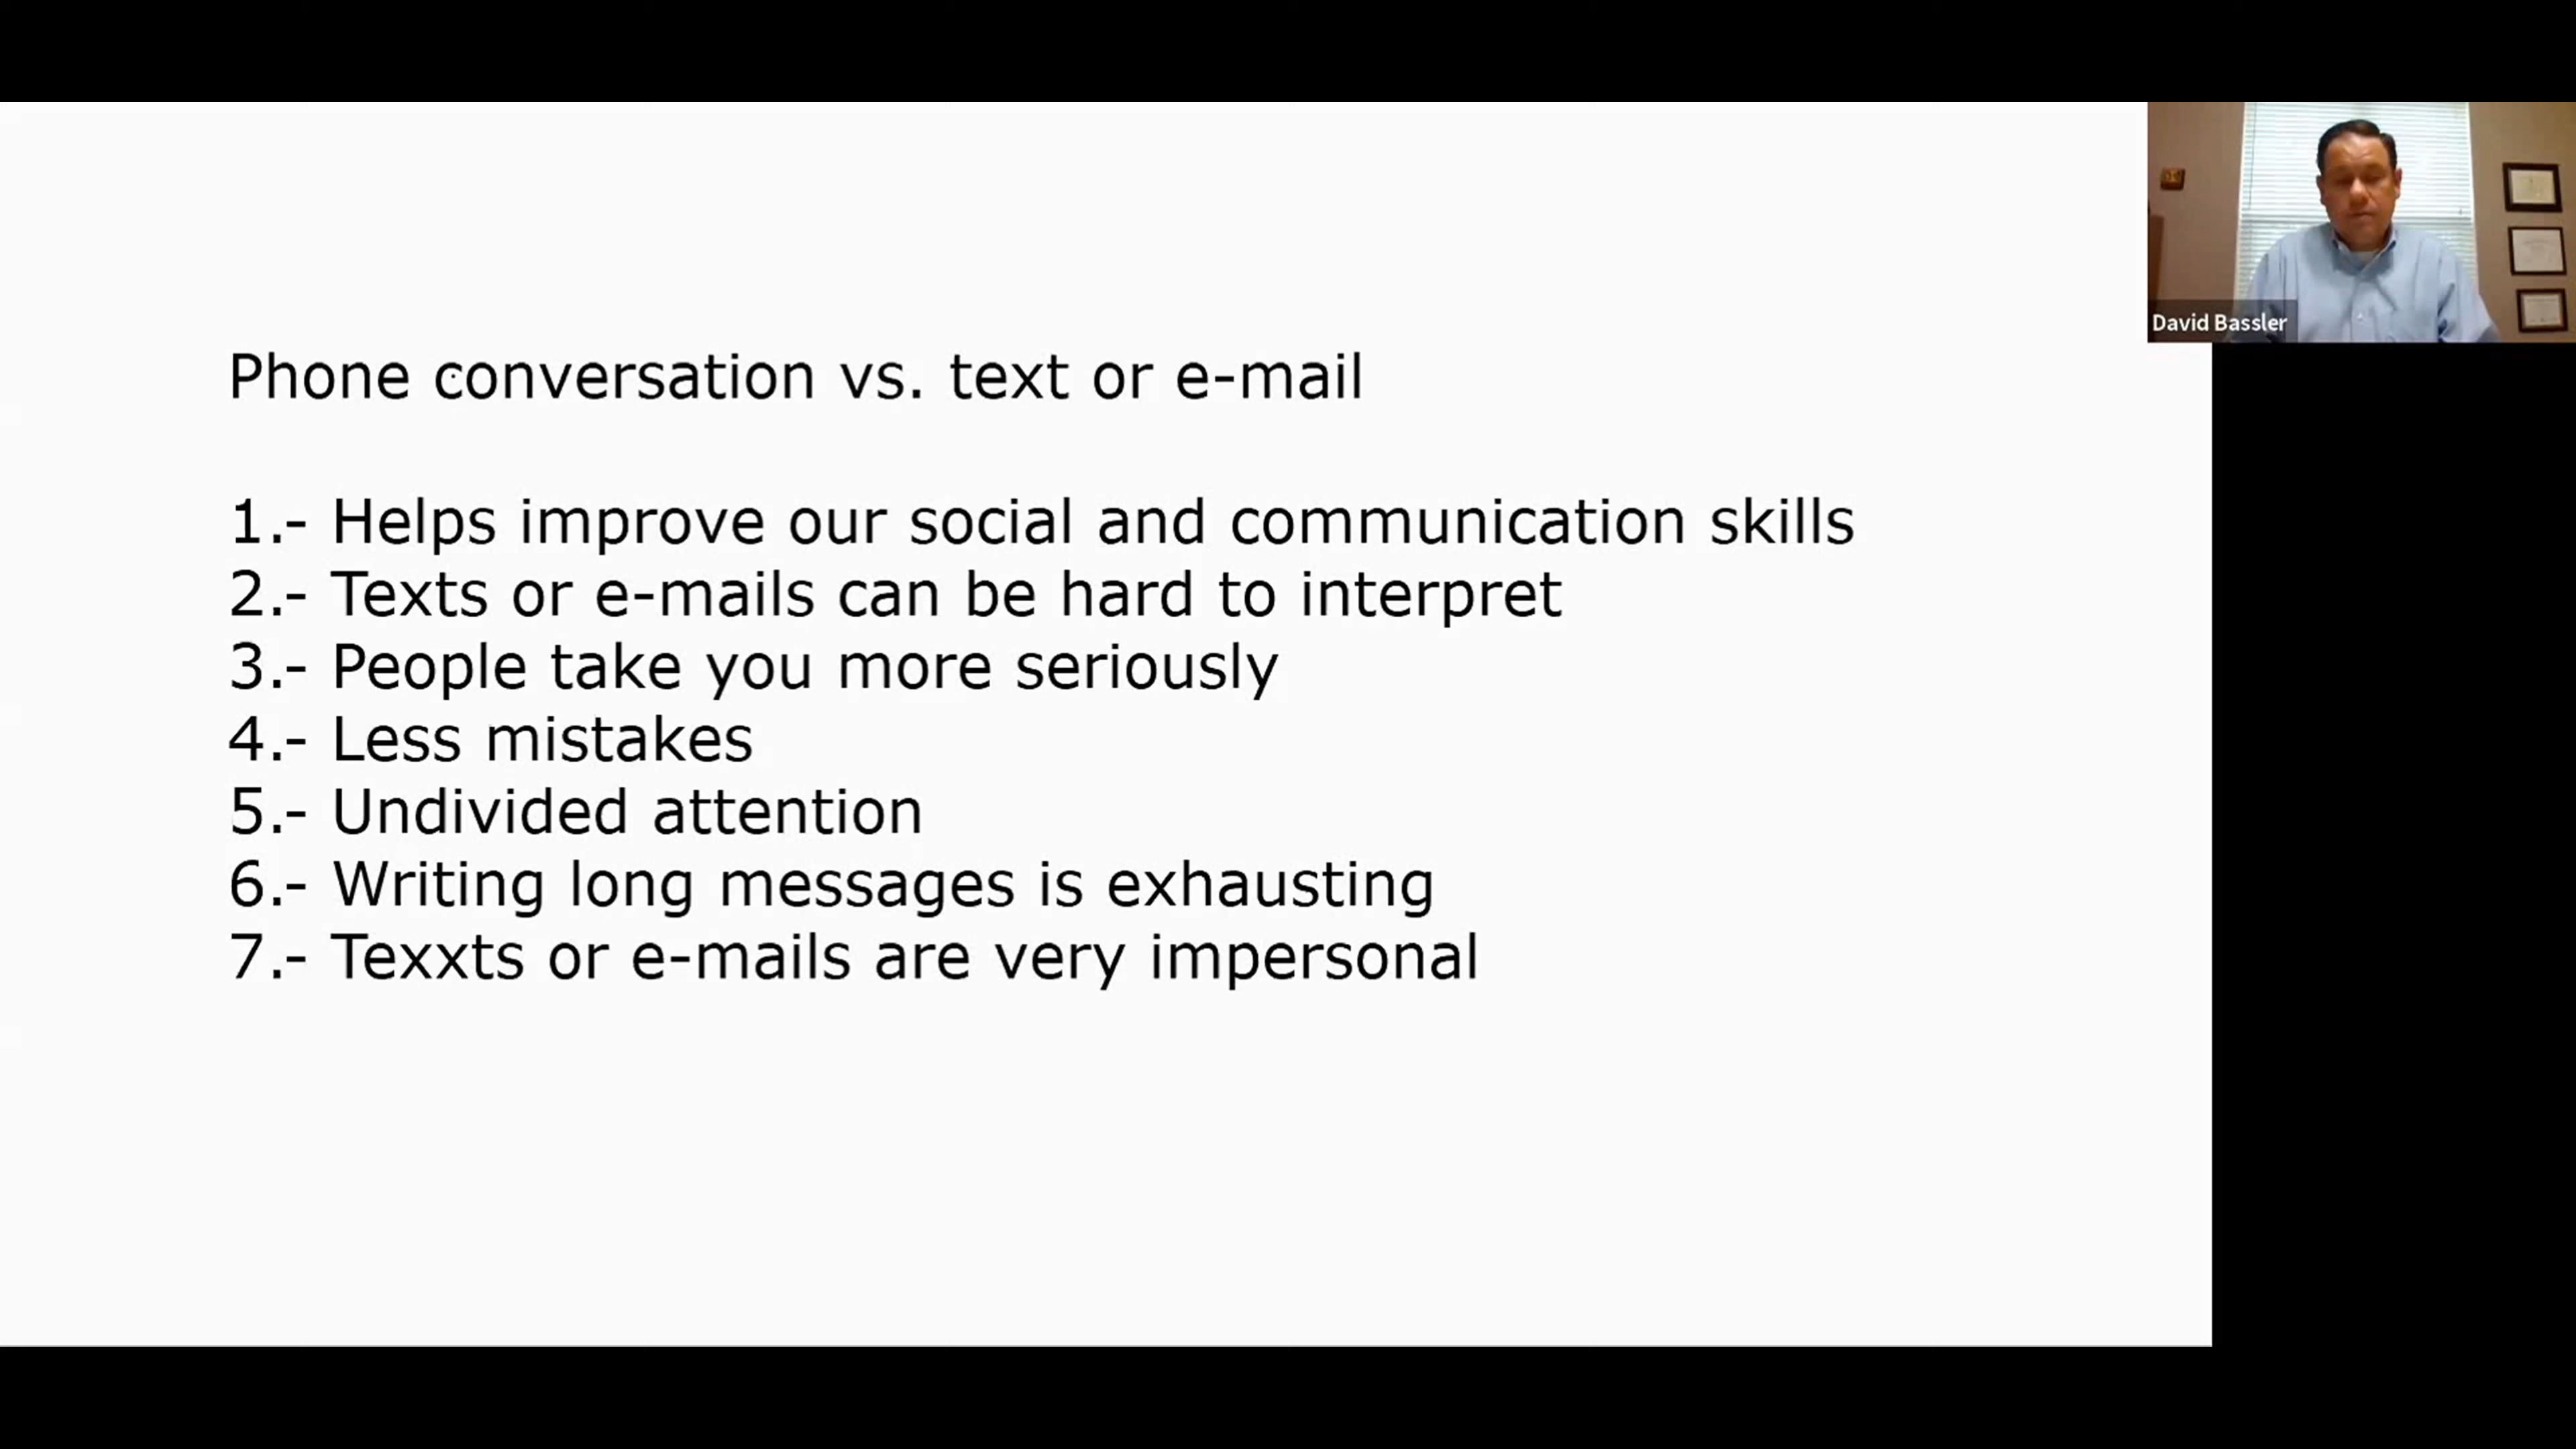 Phone conversation vs. text or e-mail
1.- Helps improve our social and communication skills
2.- Texts or e-mails can be hard to interpret
3.- People take you more seriously
4.- Less mistakes
5.- Undivided attention
6.- Writing long messages is exhausting
7.- Texxts or e-mails are very impersonal
David Bassler